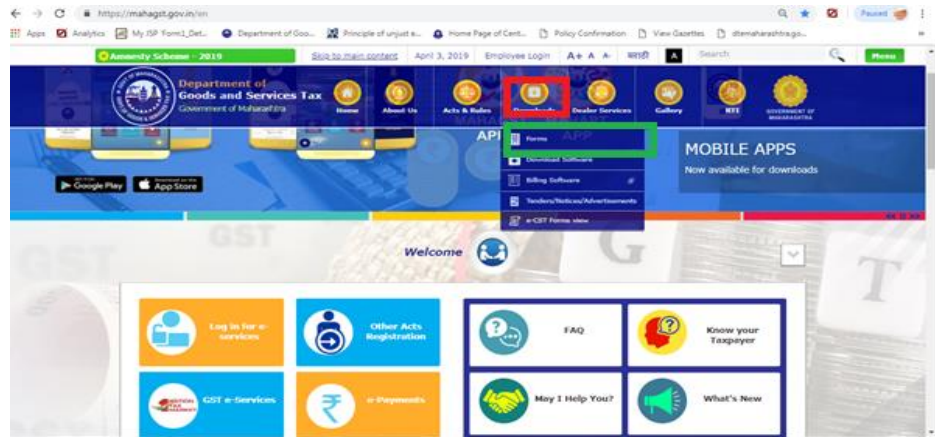 https://mahagst.gov.in/en
Paused
Apps Analytics My JSP Form1_Det... Department of Goo... Principle of unjust e... Home Page of Cent... Policy Confirmation View Gazettes dtemaharashtra.go...
Amnesty Scheme - 2019 Skip to main content April 3, 2019 Employee Login A+ A A- मराठी A Search Menu
Department of
Goods and Services Tax
Government of Maharashtra
Home About Us Acts & Rules Downloads Dealer Services Gallery RTI GOVERNMENT OF MAHARASHTRA
APP
Forms
Download Software
Billing Software
Tenders/Notices/Advertisements
e-CST Forms view
MOBILE APPS
Now available for downloads
Google Play
App Store
GST
G
T
GST
Welcome
Log in for e-services
Other Acts Registration
FAQ
Know your Taxpayer
GST e-Services
e-Payments
May I Help You?
What's New